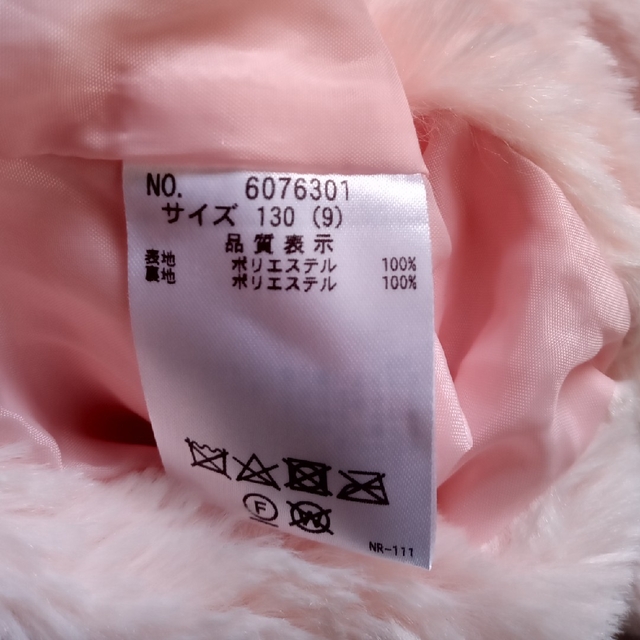 NO. 6076301
サイズ 130 (9)
品質表示
表地 ポリエステル 100%
裏地 ポリエステル 100%
F W
NR-111